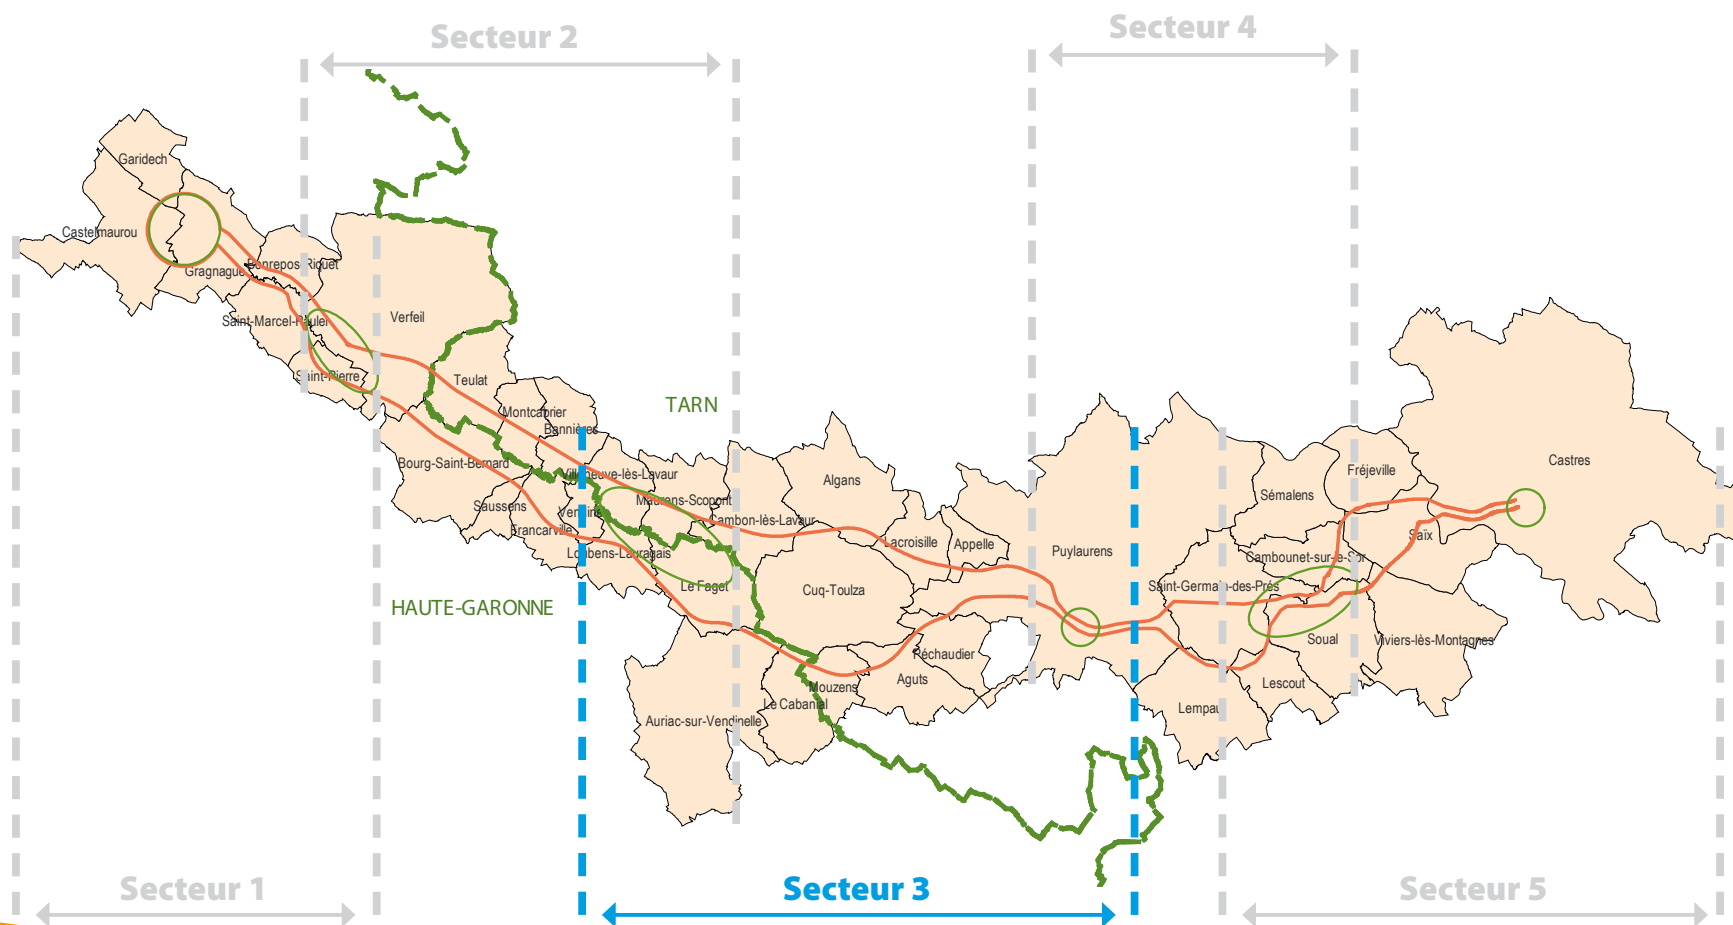 Secteur 2
Secteur 4
Garidech
Castelmaurou
Gragnague
Bonrepos-Riquet
Saint-Marcel-Paulel
Verfeil
Saint-Pierre
Teulat
TARN
Montcabrier
Bannières
Bourg-Saint-Bernard
Villeneuve-lès-Lavaur
Saussens
Vendine
Maurens-Scopont
Francarville
Cambon-lès-Lavaur
Loubens-Lauragais
Le Faget
HAUTE-GARONNE
Algans
Lacroisille
Appelle
Cuq-Toulza
Puylaurens
Saint-Germain-des-Prés
Sémalens
Fréjeville
Castres
Saïx
Cambounet-sur-le-Sor
Soual
Viviers-lès-Montagnes
Péchaudier
Aguts
Mouzens
Le Cabanial
Auriac-sur-Vendinelle
Lescout
Lempaut
Secteur 1
Secteur 3
Secteur 5